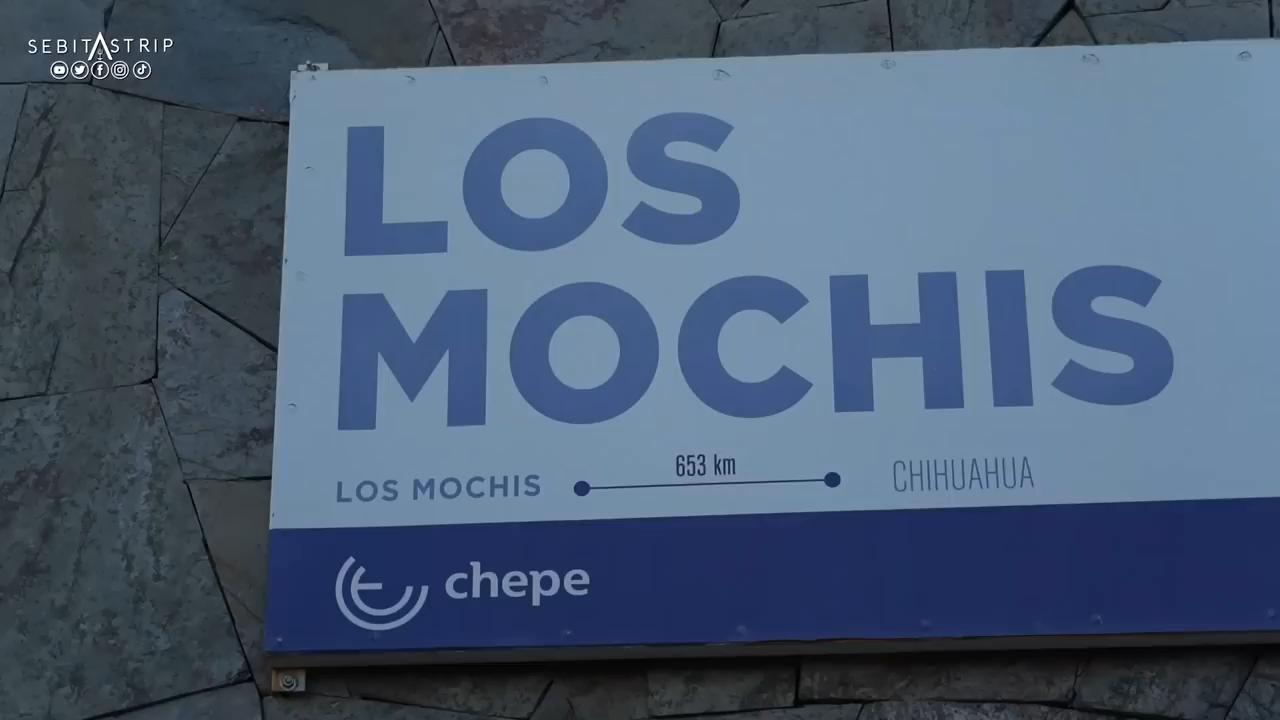 SEBITASTRIP
LOS
MOCHIS
653 km
LOS MOCHIS CHIHUAHUA
chepe